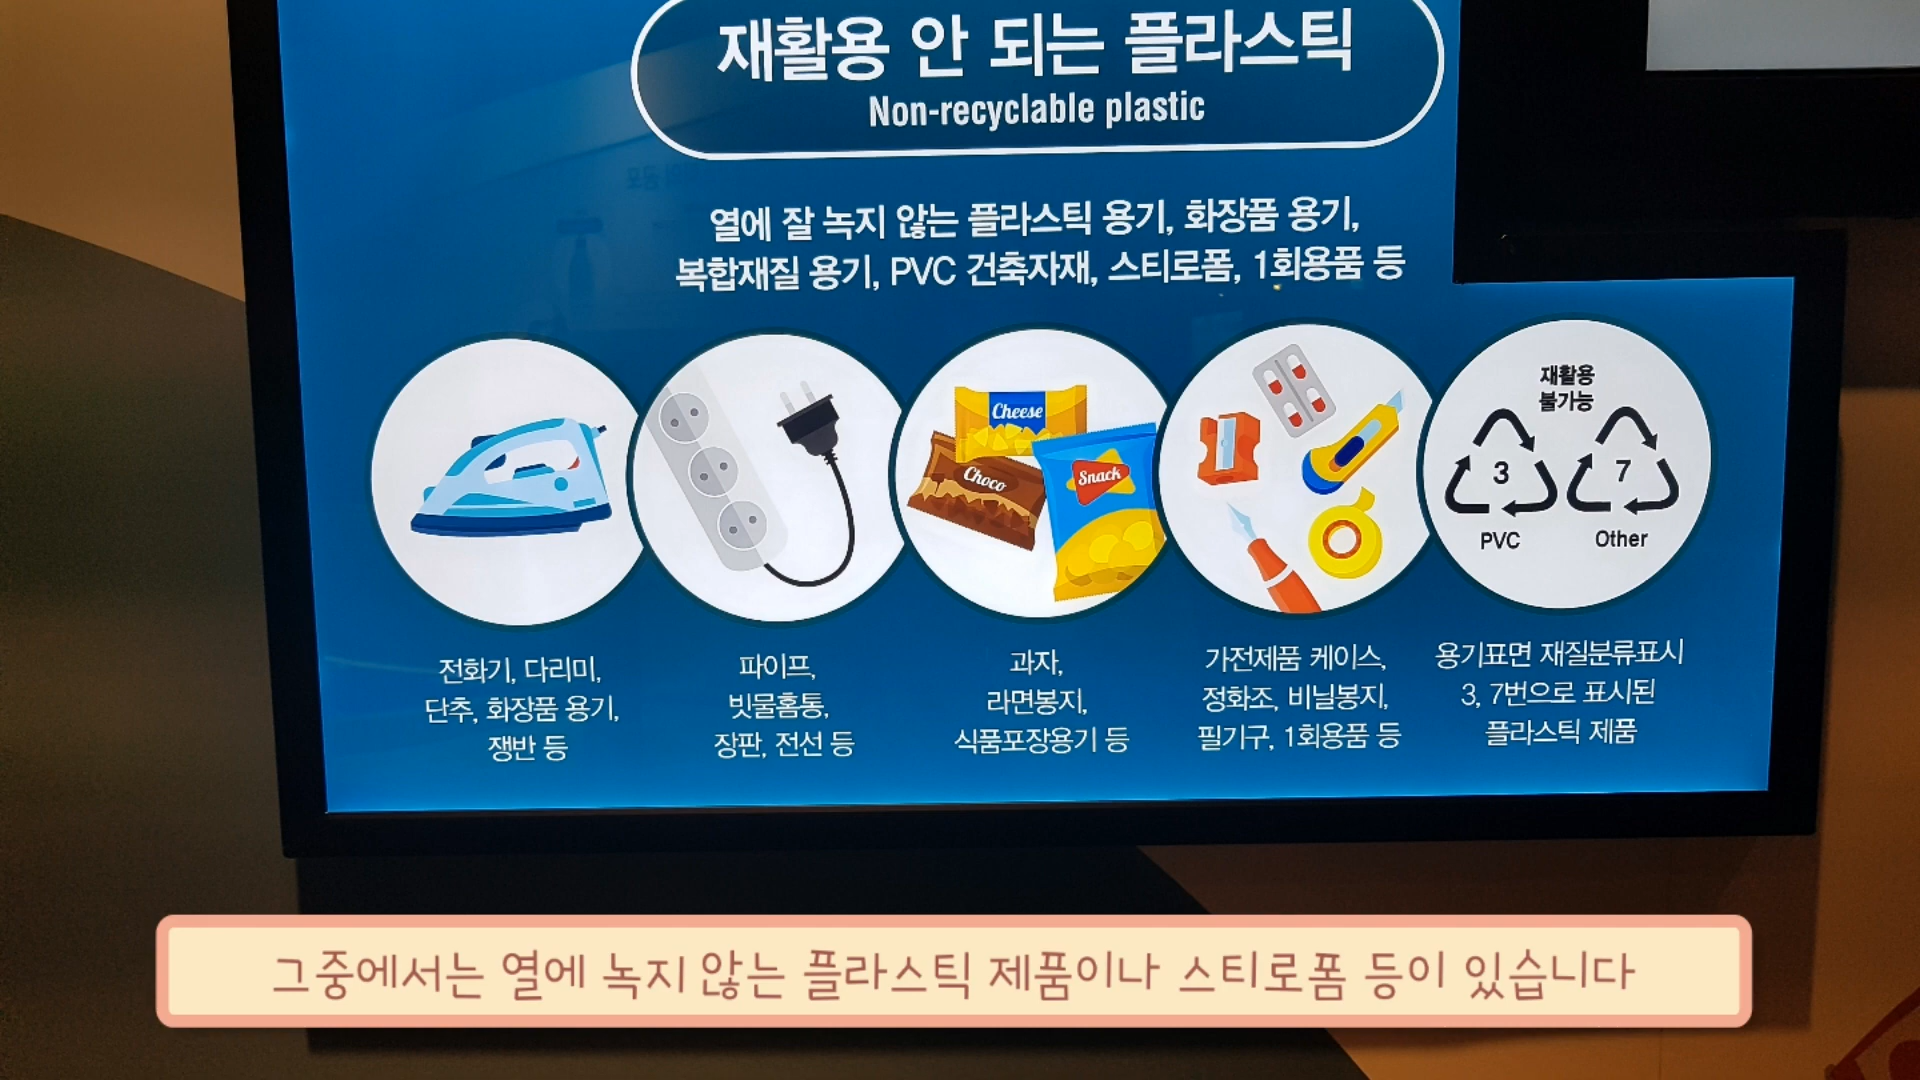 재활용 안 되는 플라스틱
Non-recyclable plastic
열에 잘 녹지 않는 플라스틱 용기, 화장품 용기,
복합재질 용기, PVC 건축자재, 스티로폼, 1회용품 등
Cheese
Choco
Snack
재활용
불가능
3
7
PVC
Other
전화기, 다리미,
단추, 화장품 용기,
쟁반 등
파이프,
빗물홈통,
장판, 전선 등
과자,
라면봉지,
식품포장용기 등
가전제품 케이스,
정화조, 비닐봉지,
필기구, 1회용품 등
용기표면 재질분류표시
3, 7번으로 표시된
플라스틱 제품
그중에서는 열에 녹지 않는 플라스틱 제품이나 스티로폼 등이 있습니다